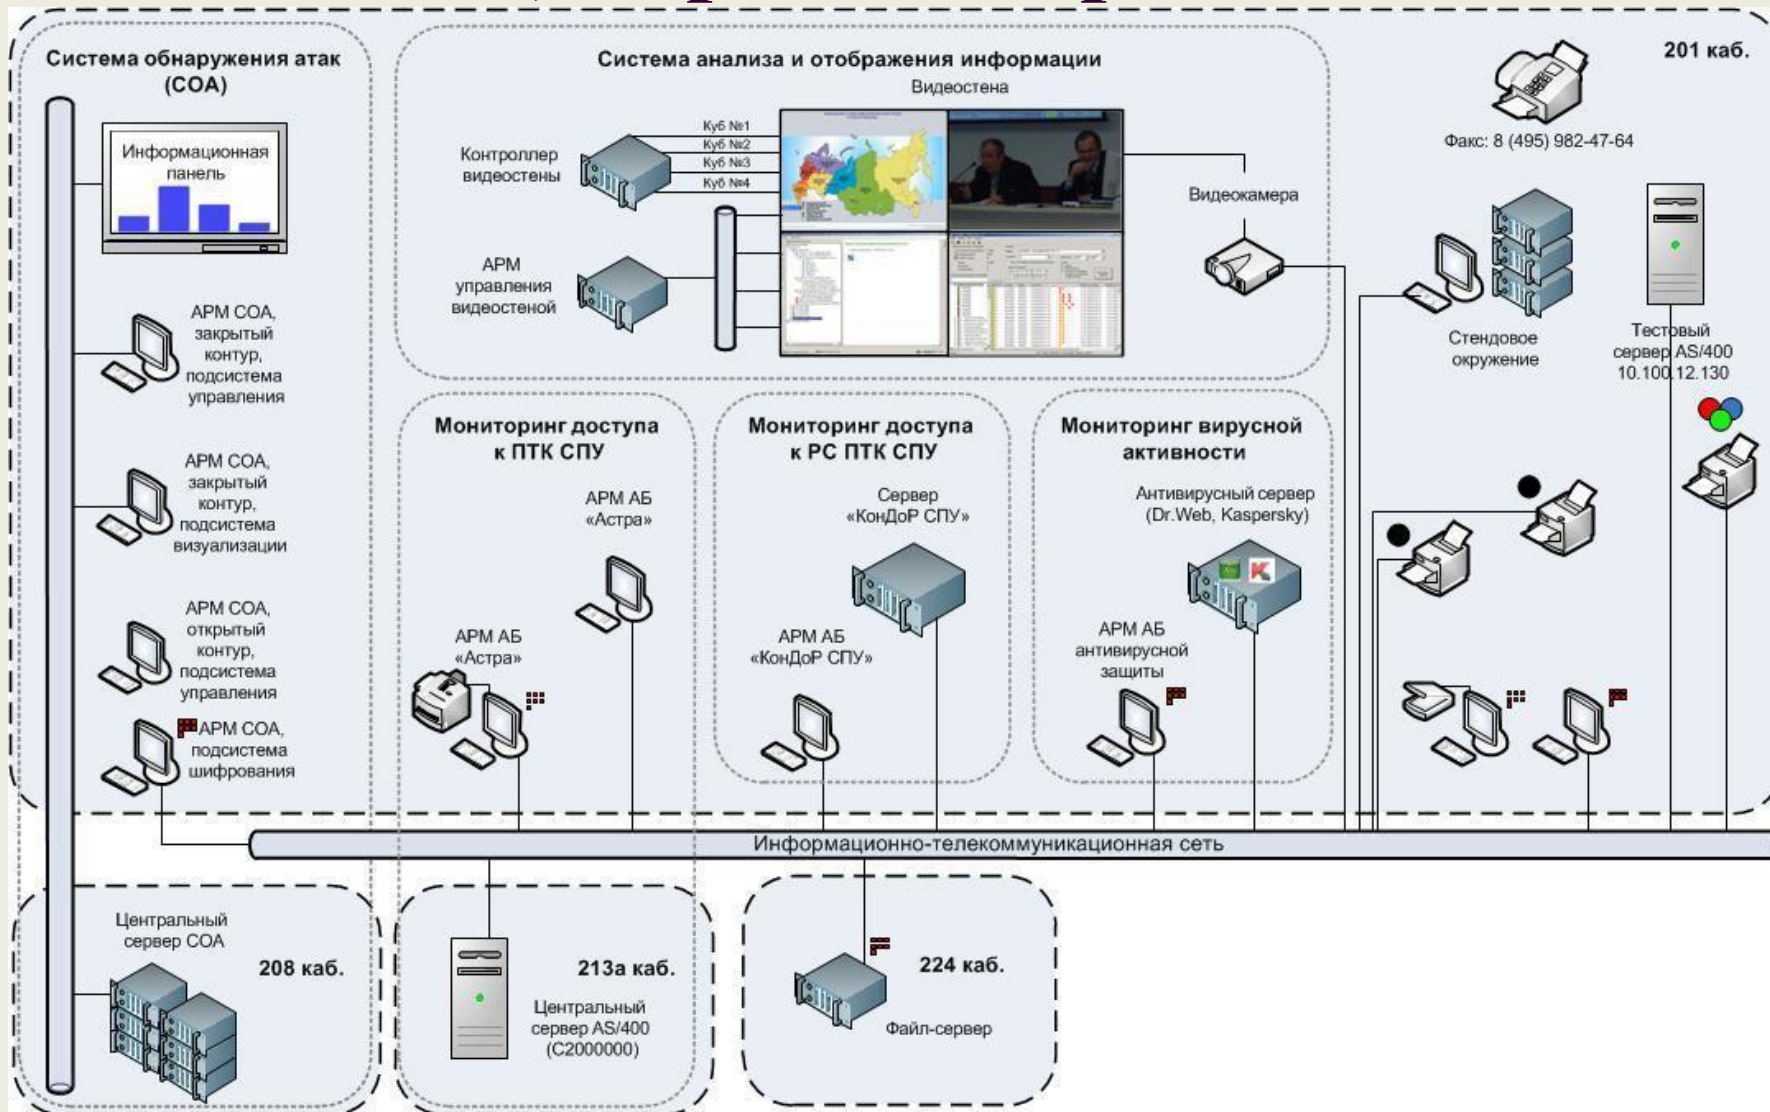 Система обнаружения атак
(СОА)
Информационная
панель
АРМ СОА,
закрытый
контур,
подсистема
управления
АРМ СОА,
закрытый
контур,
подсистема
визуализации
АРМ СОА,
открытый
контур,
подсистема
управления
АРМ СОА,
подсистема
шифрования
Система анализа и отображения информации
Видеостена
Контроллер
видеостены
Куб №1
Куб №2
Куб №3
Куб №4
АРМ
управления
видеостеной
Видеокамера
201 каб.
Факс: 8 (495) 982-47-64
Стендовое
окружение
Тестовый
сервер AS/400
10.100.12.130
Мониторинг доступа
к ПТК СПУ
АРМ АБ
«Астра»
АРМ АБ
«Астра»
Мониторинг доступа
к РС ПТК СПУ
Сервер
«КонДоР СПУ»
АРМ АБ
«КонДоР СПУ»
Мониторинг вирусной
активности
Антивирусный сервер
(Dr.Web, Kaspersky)
АРМ АБ
антивирусной
защиты
Информационно-телекоммуникационная сеть
Центральный
сервер СОА
208 каб.
213а каб.
Центральный
сервер AS/400
(C2000000)
224 каб.
Файл-сервер